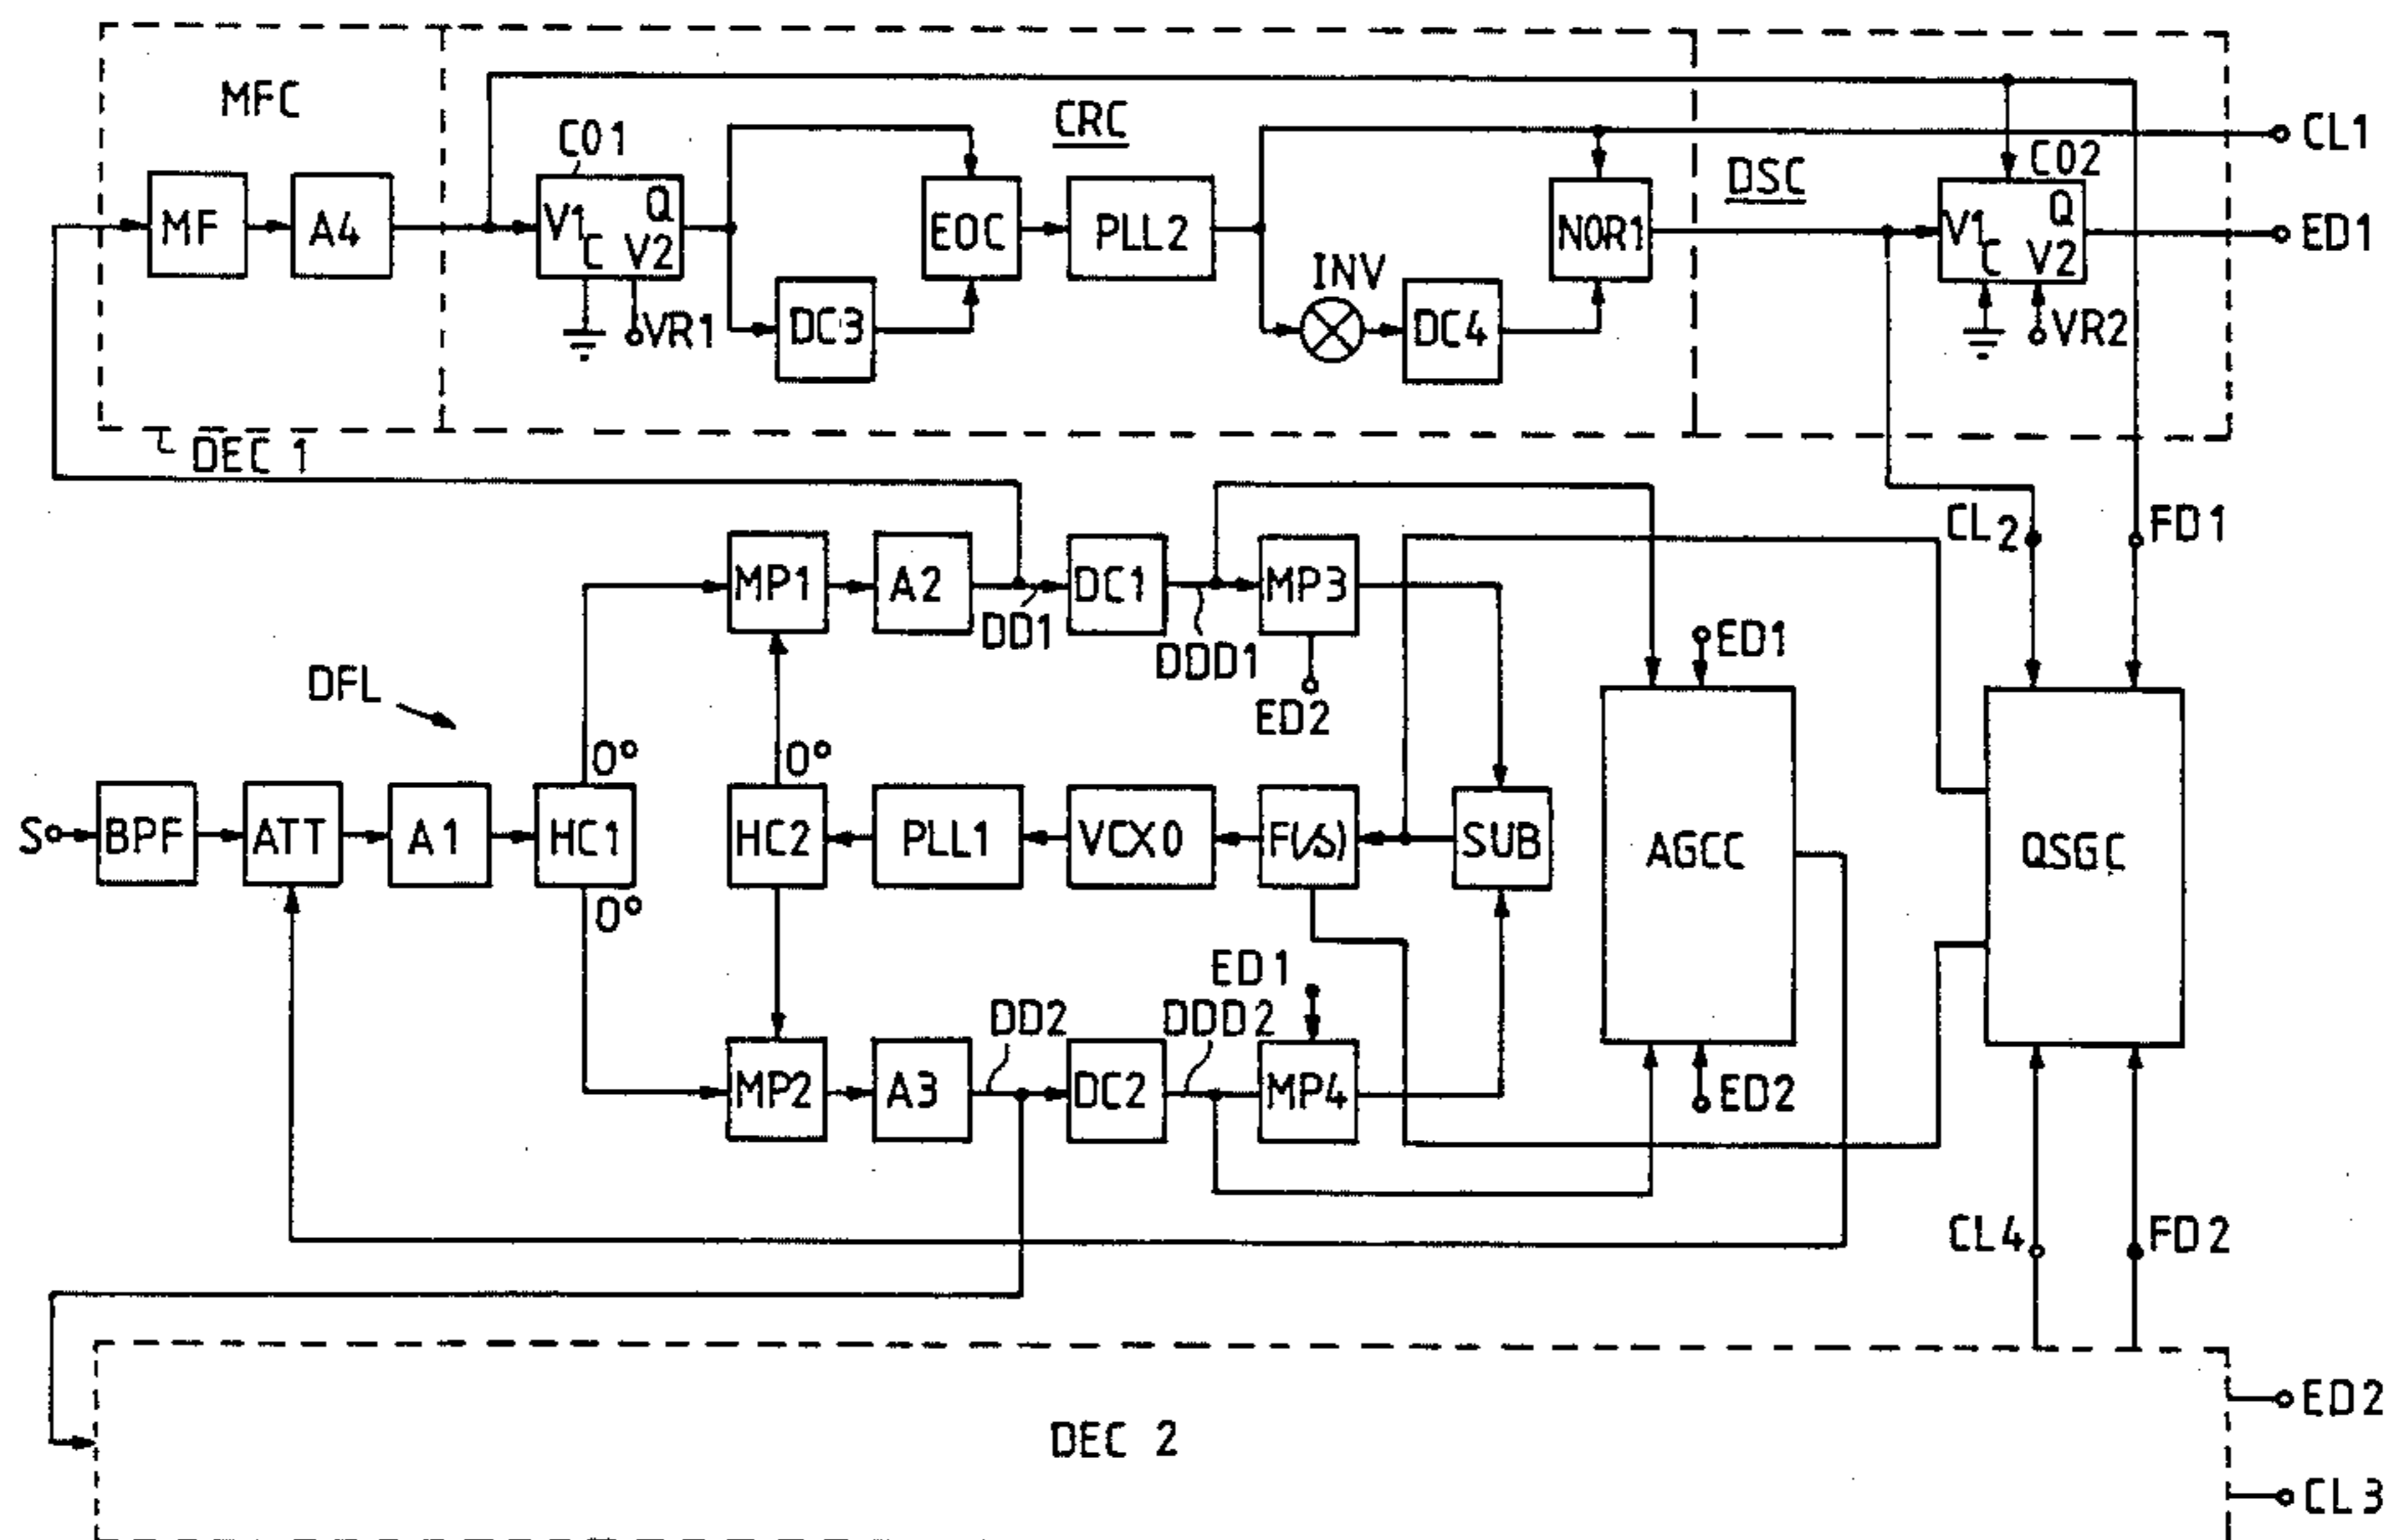 MFC
CRC
CL1
C01
C02
DSC
MF
A4
V1
Q
C
V2
EOC
PLL2
NOR1
V1
Q
C
V2
ED1
INV
VR1
DC3
DC4
VR2
DEC 1
CL2
FD1
MP1
A2
DC1
MP3
DD1
DDD1
ED1
DFL
ED2
0°
0°
S
BPF
ATT
A1
HC1
HC2
PLL1
VCXO
F(s)
SUB
AGCC
QSGC
0°
ED1
DD2
DDD2
MP2
A3
DC2
MP4
ED2
CL4
FD2
ED2
DEC 2
CL3